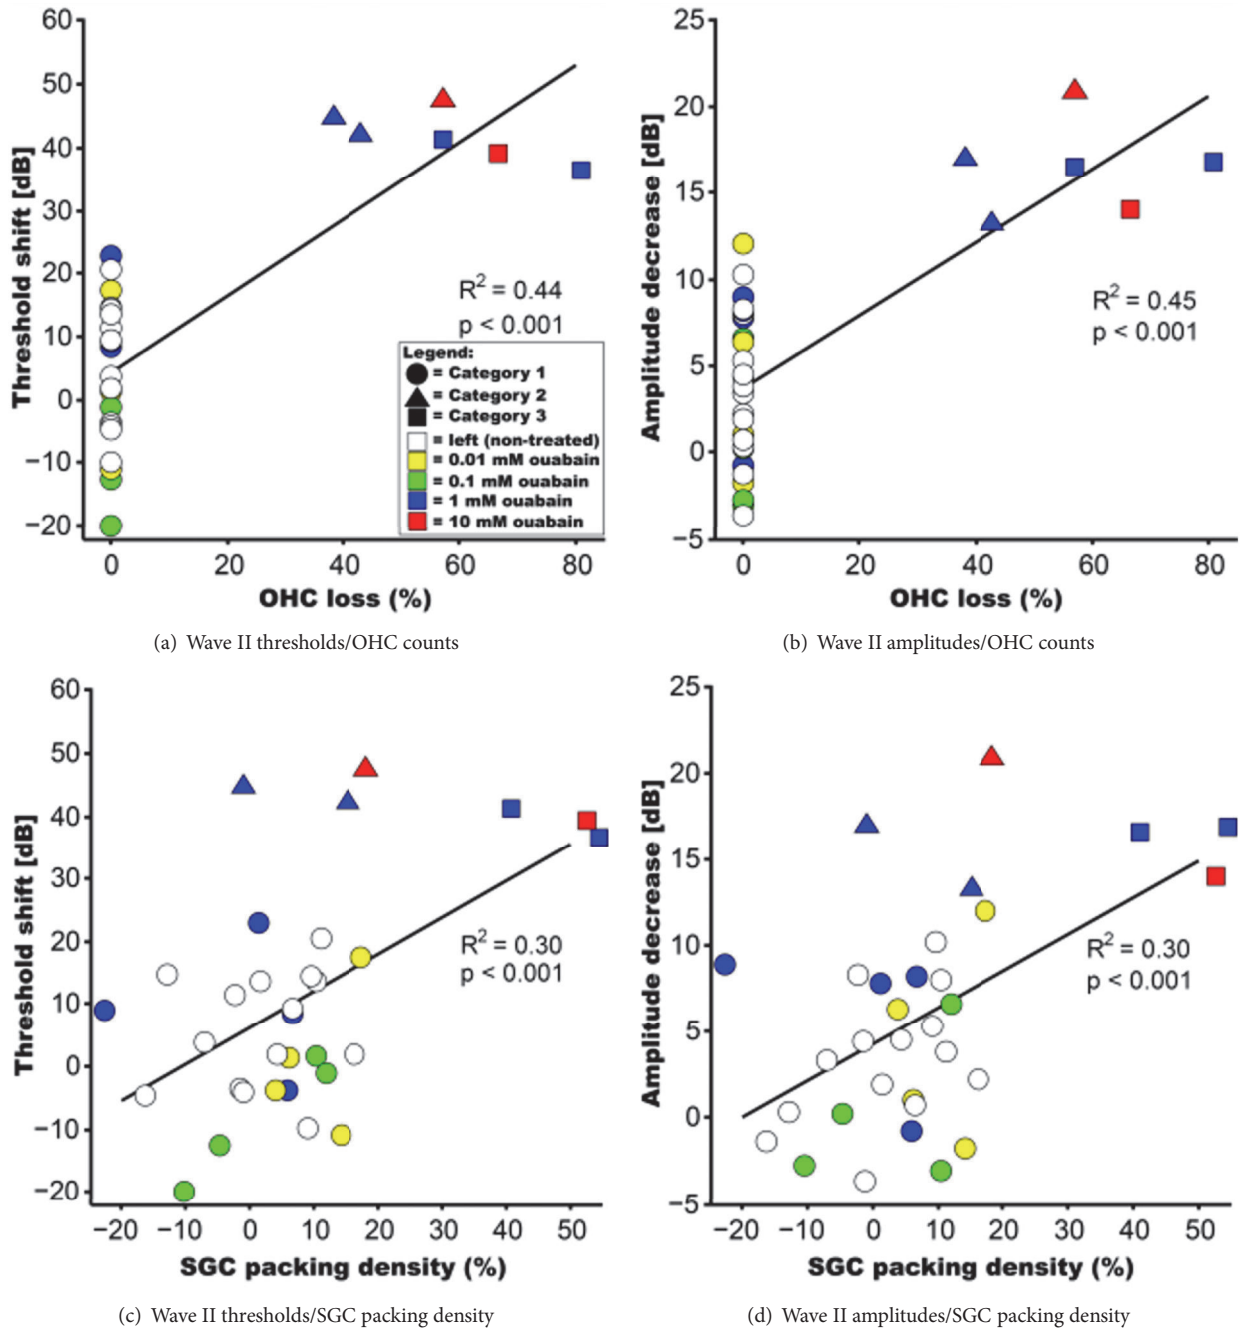 60
50
40
30
20
10
0
−10
−20
Threshold shift [dB]
R² = 0.44
p < 0.001
Legend:
= Category 1
= Category 2
= Category 3
= left (non-treated)
= 0.01 mM ouabain
= 0.1 mM ouabain
= 1 mM ouabain
= 10 mM ouabain
0 20 40 60 80
OHC loss (%)
(a) Wave II thresholds/OHC counts
25
20
15
10
5
0
−5
Amplitude decrease [dB]
R² = 0.45
p < 0.001
0 20 40 60 80
OHC loss (%)
(b) Wave II amplitudes/OHC counts
60
50
40
30
20
10
0
−10
−20
Threshold shift [dB]
R² = 0.30
p < 0.001
−20 −10 0 10 20 30 40 50
SGC packing density (%)
(c) Wave II thresholds/SGC packing density
25
20
15
10
5
0
−5
Amplitude decrease [dB]
R² = 0.30
p < 0.001
−20 −10 0 10 20 30 40 50
SGC packing density (%)
(d) Wave II amplitudes/SGC packing density